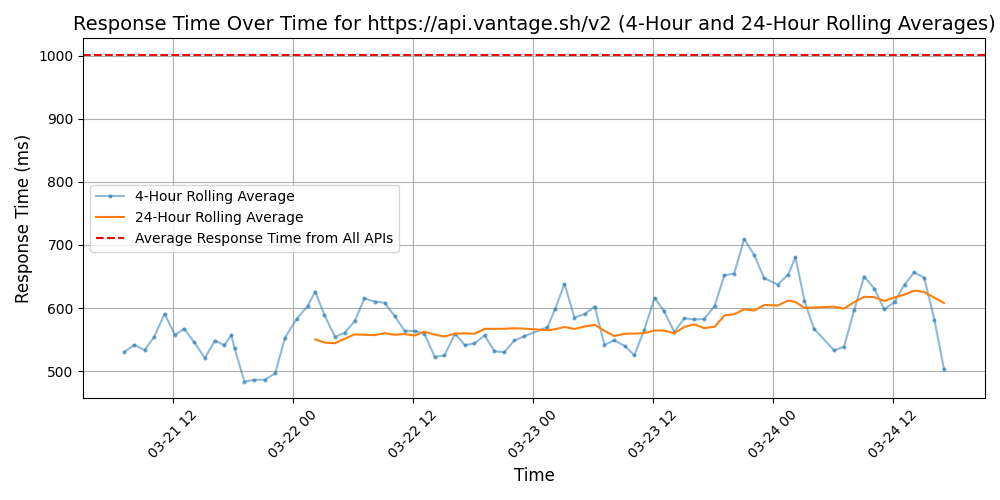 Response Time Over Time for https://api.vantage.sh/v2 (4-Hour and 24-Hour Rolling Averages)
Response Time (ms)
1000
900
800
700
600
500
4-Hour Rolling Average
24-Hour Rolling Average
Average Response Time from All APIs
03-21 12
03-22 00
03-22 12
03-23 00
03-23 12
03-24 00
03-24 12
Time